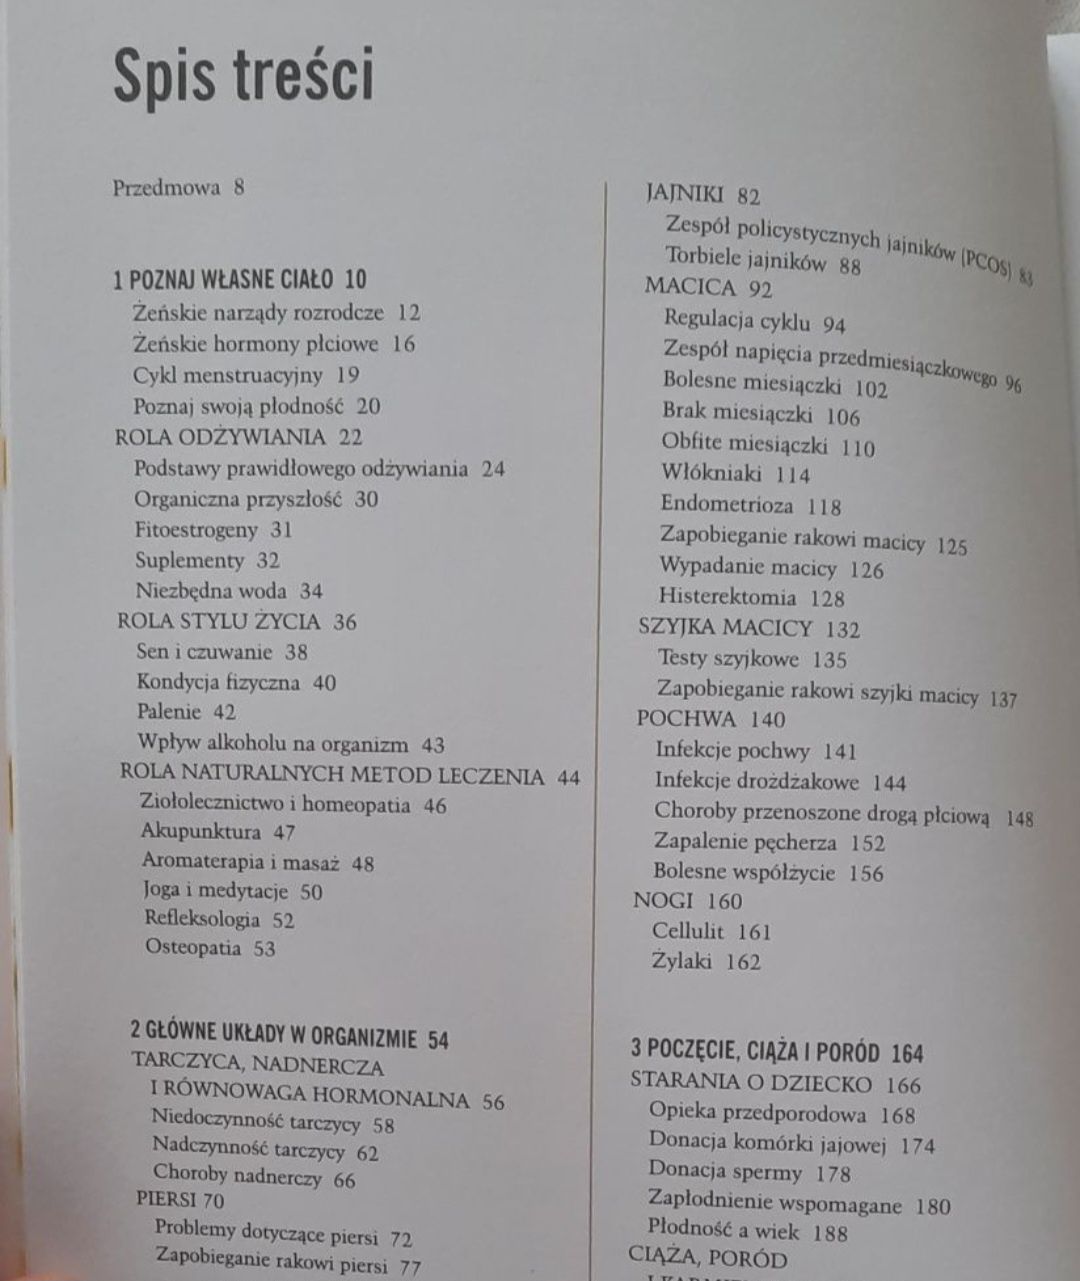 Spis treści
Przedmowa 8
1 POZNAJ WŁASNE CIAŁO 10
Żeńskie narządy rozrodcze 12
Żeńskie hormony płciowe 16
Cykl menstruacyjny 19
Poznaj swoją płodność 20
ROLA ODŻYWIANIA 22
Podstawy prawidłowego odżywiania 24
Organiczna przyszłość 30
Fitoestrogeny 31
Suplementy 32
Niezbędna woda 34
ROLA STYLU ŻYCIA 36
Sen i czuwanie 38
Kondycja fizyczna 40
Palenie 42
Wpływ alkoholu na organizm 43
ROLA NATURALNYCH METOD LECZENIA 44
Ziołolecznictwo i homeopatia 46
Akupunktura 47
Aromaterapia i masaż 48
Joga i medytacje 50
Refleksologia 52
Osteopatia 53
2 GŁÓWNE UKŁADY W ORGANIZMIE 54
TARCZYCA, NADNERCZA
I RÓWNOWAGA HORMONALNA 56
Niedoczynność tarczycy 58
Nadczynność tarczycy 62
Choroby nadnerczy 66
PIERSI 70
Problemy dotyczące piersi 72
Zapobieganie rakowi piersi 77
JAJNIKI 82
Zespół policystycznych jajników (PCOS) 83
Torbiele jajników 88
MACICA 92
Regulacja cyklu 94
Zespół napięcia przedmiesiączkowego 96
Bolesne miesiączki 102
Brak miesiączki 106
Obfite miesiączki 110
Włókniaki 114
Endometrioza 118
Zapobieganie rakowi macicy 125
Wypadanie macicy 126
Histerektomia 128
SZYJKA MACICY 132
Testy szyjkowe 135
Zapobieganie rakowi szyjki macicy 137
POCHWA 140
Infekcje pochwy 141
Infekcje drożdżakowe 144
Choroby przenoszone drogą płciową 148
Zapalenie pęcherza 152
Bolesne współżycie 156
NOGI 160
Cellulit 161
Żylaki 162
3 POCZĘCIE, CIĄŻA I PORÓD 164
STARANIA O DZIECKO 166
Opieka przedporodowa 168
Donacja komórki jajowej 174
Donacja spermy 178
Zapłodnienie wspomagane 180
Płodność a wiek 188
CIĄŻA, PORÓD